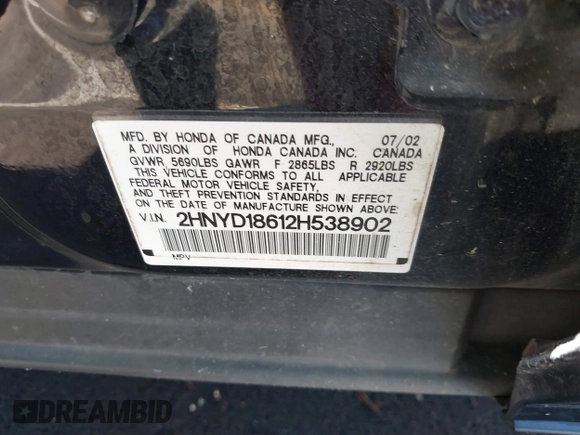 MFD. BY HONDA OF CANADA MFG., 07/02
A DIVISION OF HONDA CANADA INC. CANADA
GVWR 5690LBS GAWR F 2865LBS R 2920LBS
THIS VEHICLE CONFORMS TO ALL APPLICABLE
FEDERAL MOTOR VEHICLE SAFETY,
AND THEFT PREVENTION STANDARDS IN EFFECT
ON THE DATE OF MANUFACTURE SHOWN ABOVE.
V.I.N. 2HNYD18612H538902
MPV
DREAMBID